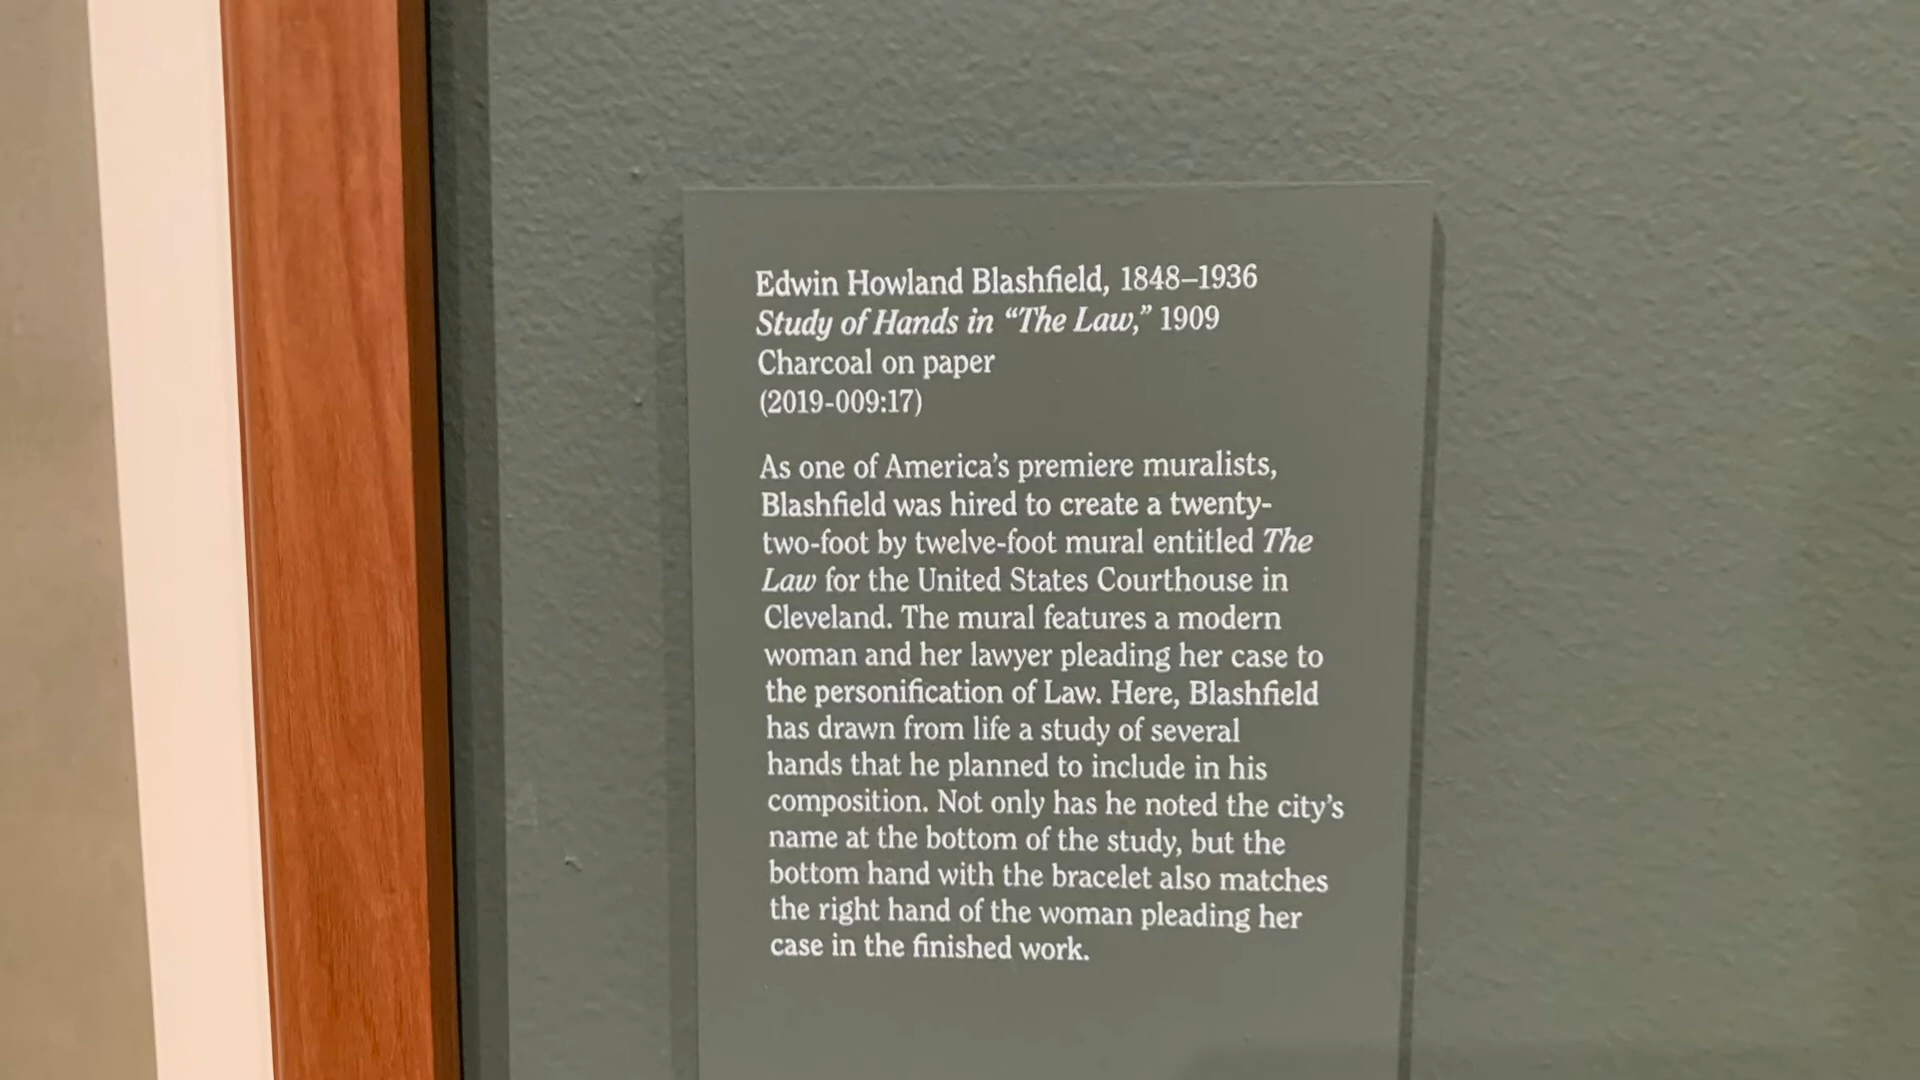 Edwin Howland Blashfield, 1848–1936
Study of Hands in “The Law,” 1909
Charcoal on paper
(2019-009:17)
As one of America’s premiere muralists,
Blashfield was hired to create a twenty-
two-foot by twelve-foot mural entitled The
Law for the United States Courthouse in
Cleveland. The mural features a modern
woman and her lawyer pleading her case to
the personification of Law. Here, Blashfield
has drawn from life a study of several
hands that he planned to include in his
composition. Not only has he noted the city’s
name at the bottom of the study, but the
bottom hand with the bracelet also matches
the right hand of the woman pleading her
case in the finished work.